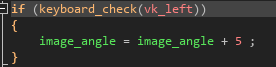 if (keyboard_check(vk_left))
{
image_angle = image_angle + 5 ;
}